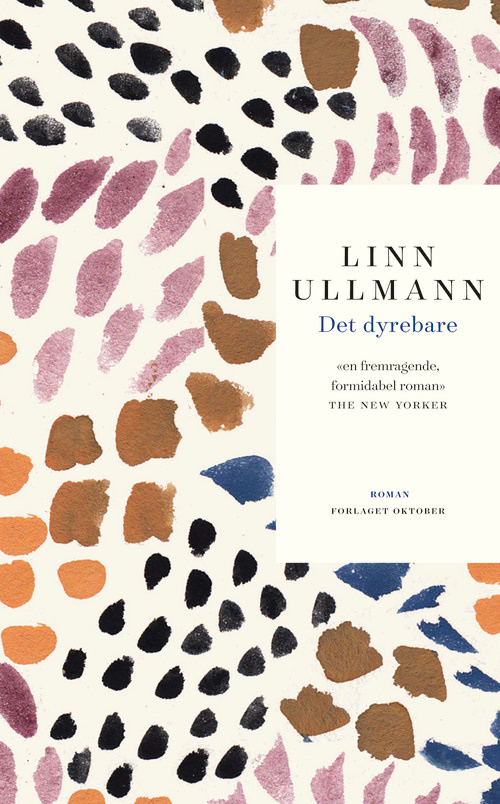 LINN
ULLMANN
Det dyrebare
«en fremragende,
formidabel roman»
THE NEW YORKER
ROMAN
FORLAGET OKTOBER